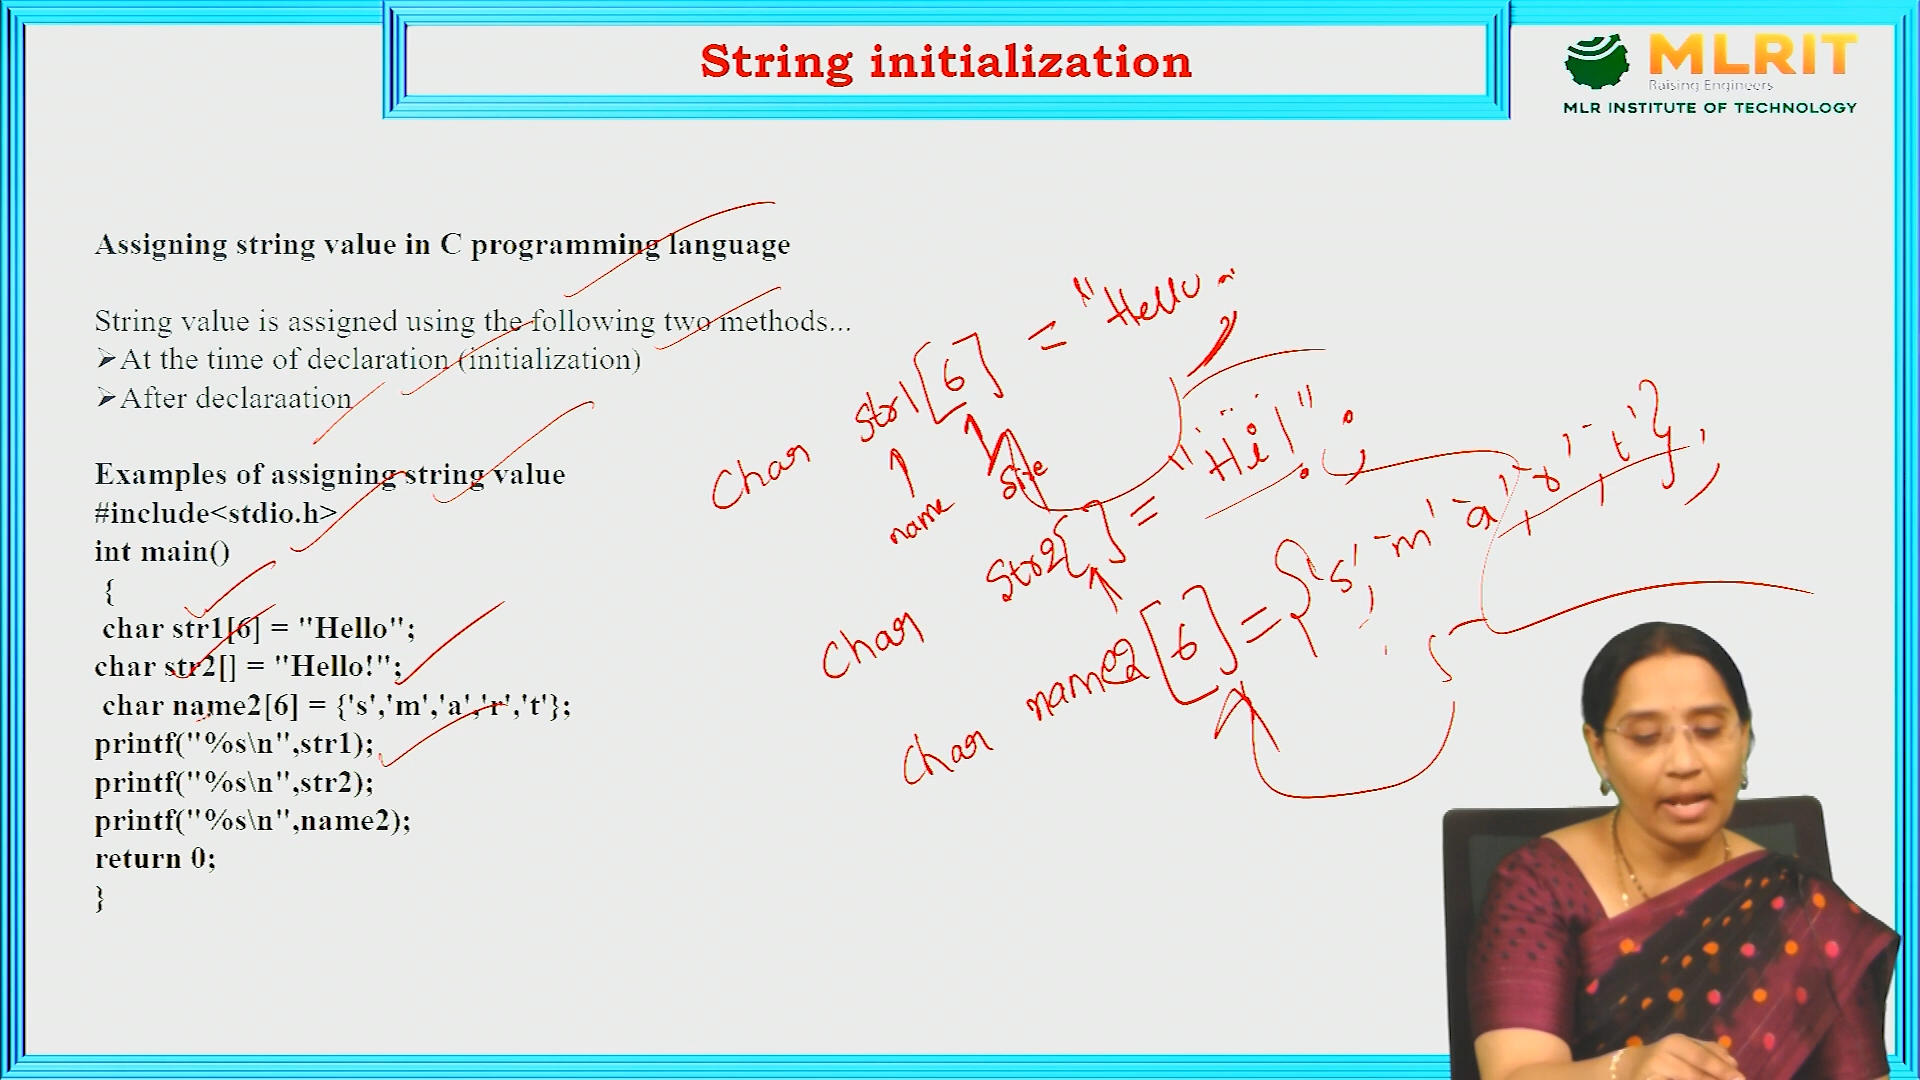 String initialization
MLRIT
Raising Engineers
MLR INSTITUTE OF TECHNOLOGY
Assigning string value in C programming language
String value is assigned using the following two methods...
➢At the time of declaration (initialization)
➢After declaraation
Examples of assigning string value
#include<stdio.h>
int main()
{
char str1[6] = "Hello";
char str2[] = "Hello!";
char name2[6] = {'s','m','a','r','t'};
printf("%s\n",str1);
printf("%s\n",str2);
printf("%s\n",name2);
return 0;
}
char str1[6] = "Hello"
name size
char str2[] = "Hi!";
char name2[6] = {'s', 'm' 'a', 'r', 't'};
5